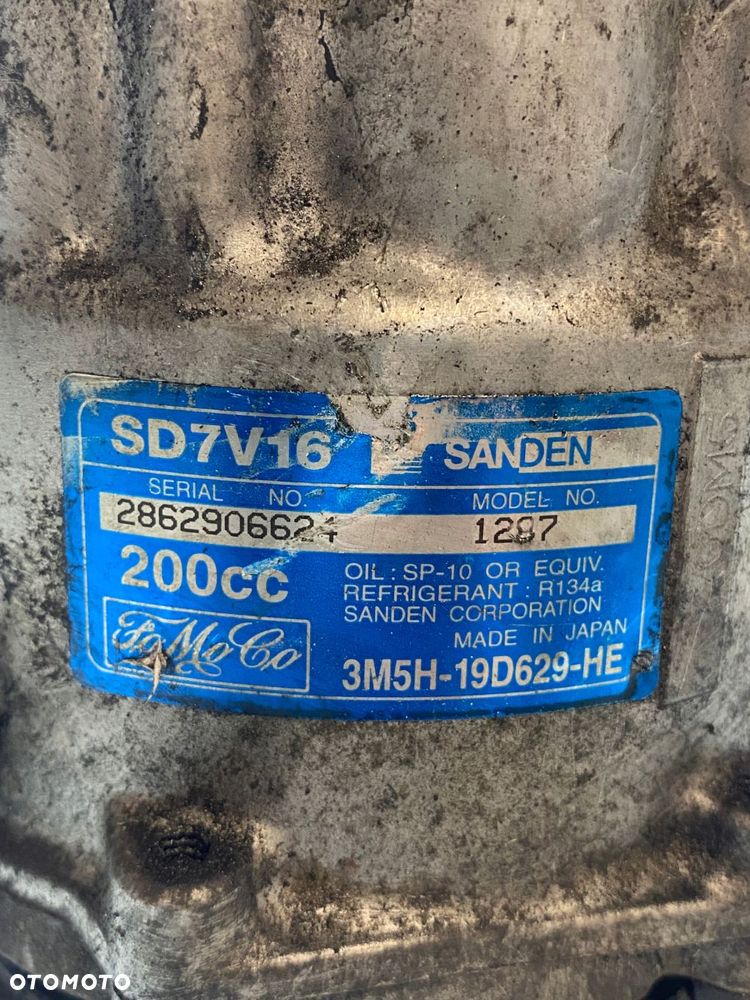 SD7V16 SANDEN
SERIAL NO. MODEL NO.
2862906624 1287
200cc
OIL: SP-10 OR EQUIV.
REFRIGERANT: R134a
SANDEN CORPORATION
MADE IN JAPAN
FoMoCo
3M5H-19D629-HE
OTOMOTO